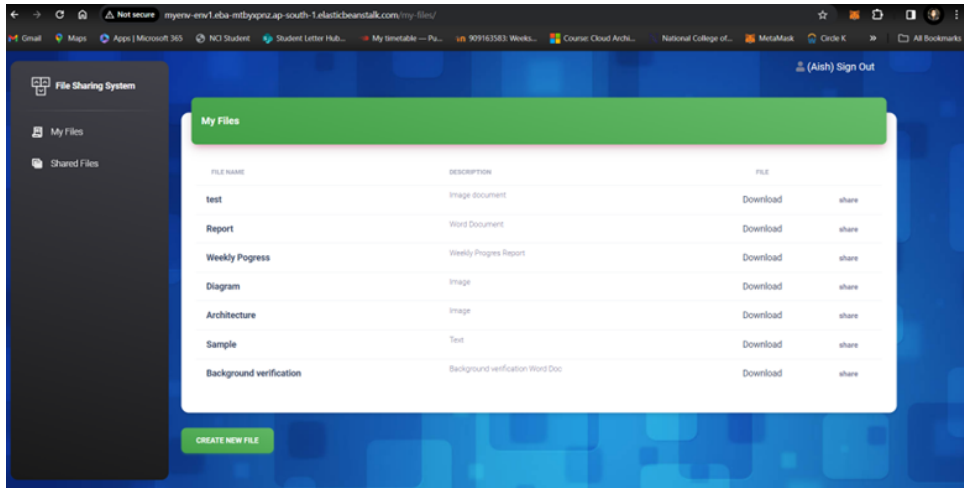 Not secure myenv-env1.eba-mtbyxpnz.ap-south-1.elasticbeanstalk.com/my-files/
Gmail Maps Apps | Microsoft 365 NCI Student Student Letter Hub... My timetable — Pu... 909163583: Weeks... Course: Cloud Archi... National College of... MetaMask Circle K » All Bookmarks
(Aish) Sign Out
File Sharing System
My Files
Shared Files
My Files
FILE NAME DESCRIPTION FILE
test Image document Download share
Report Word Document Download share
Weekly Pogress Weekly Progres Report Download share
Diagram Image Download share
Architecture Image Download share
Sample Text Download share
Background verification Background verification Word Doc Download share
CREATE NEW FILE